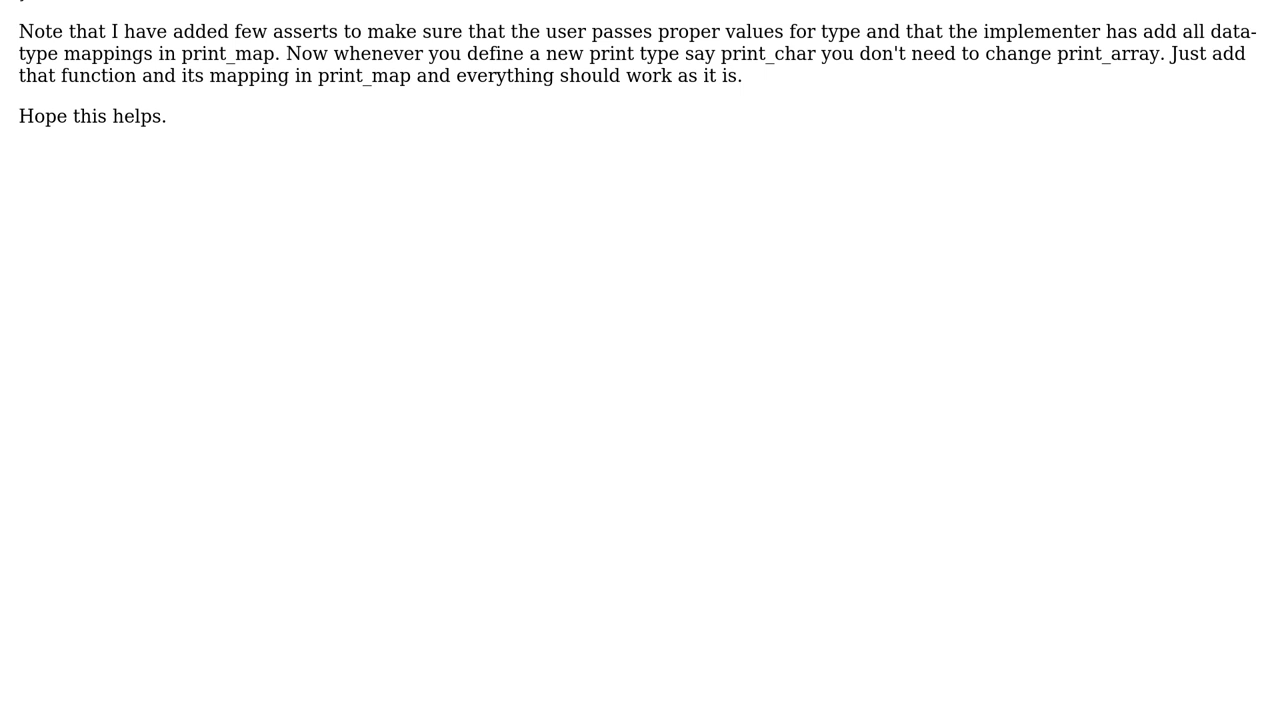 Note that I have added few asserts to make sure that the user passes proper values for type and that the implementer has add all data-
type mappings in print_map. Now whenever you define a new print type say print_char you don't need to change print_array. Just add
that function and its mapping in print_map and everything should work as it is.
Hope this helps.